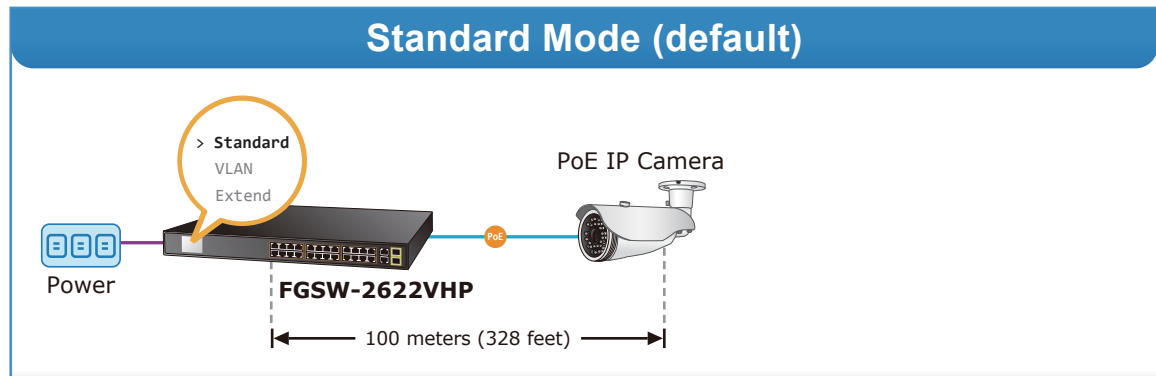 Standard Mode (default)
> Standard
VLAN
Extend
PoE IP Camera
PoE
Power
FGSW-2622VHP
100 meters (328 feet)